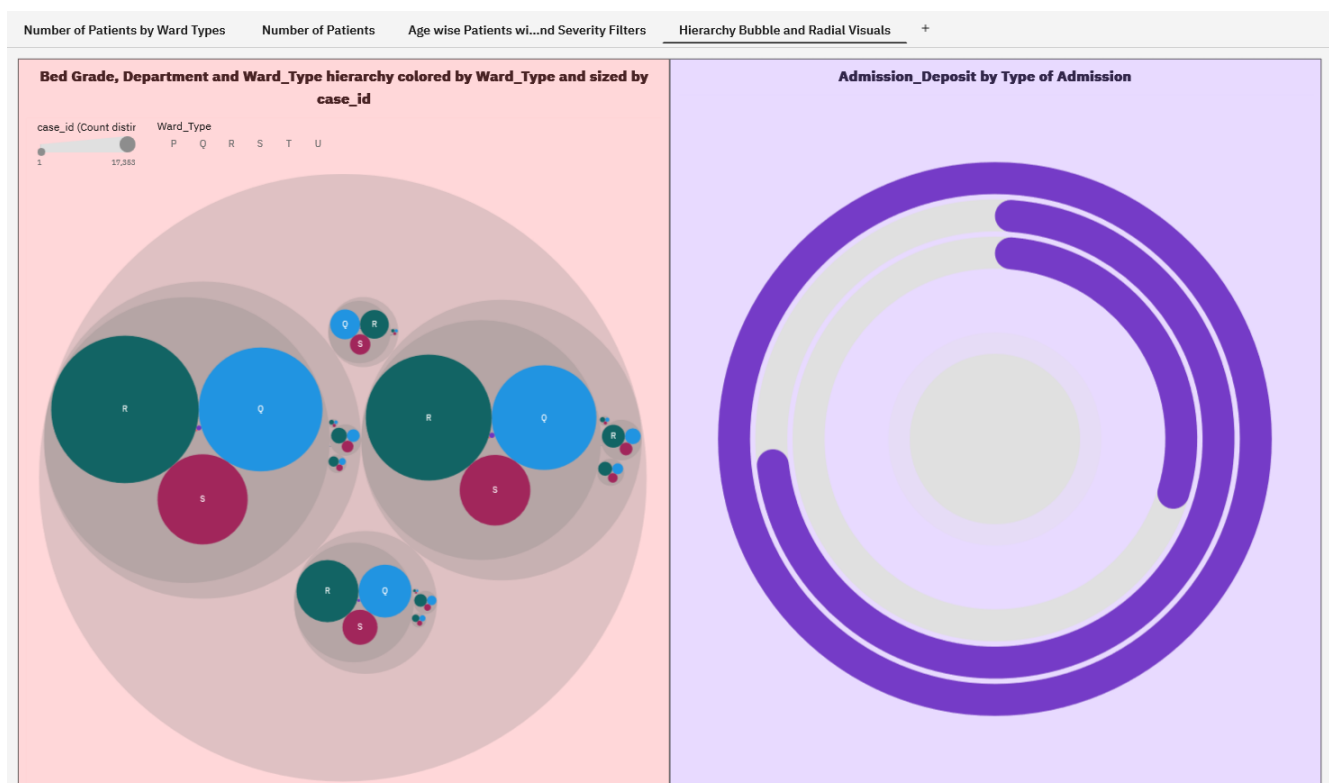 Number of Patients by Ward Types
Number of Patients
Age wise Patients wi...nd Severity Filters
Hierarchy Bubble and Radial Visuals
+
Bed Grade, Department and Ward_Type hierarchy colored by Ward_Type and sized by
case_id
case_id (Count distir
1
17,353
Ward_Type
P Q R S T U
Q R
S
R Q
S
R Q
S
R
R Q
S
Admission_Deposit by Type of Admission